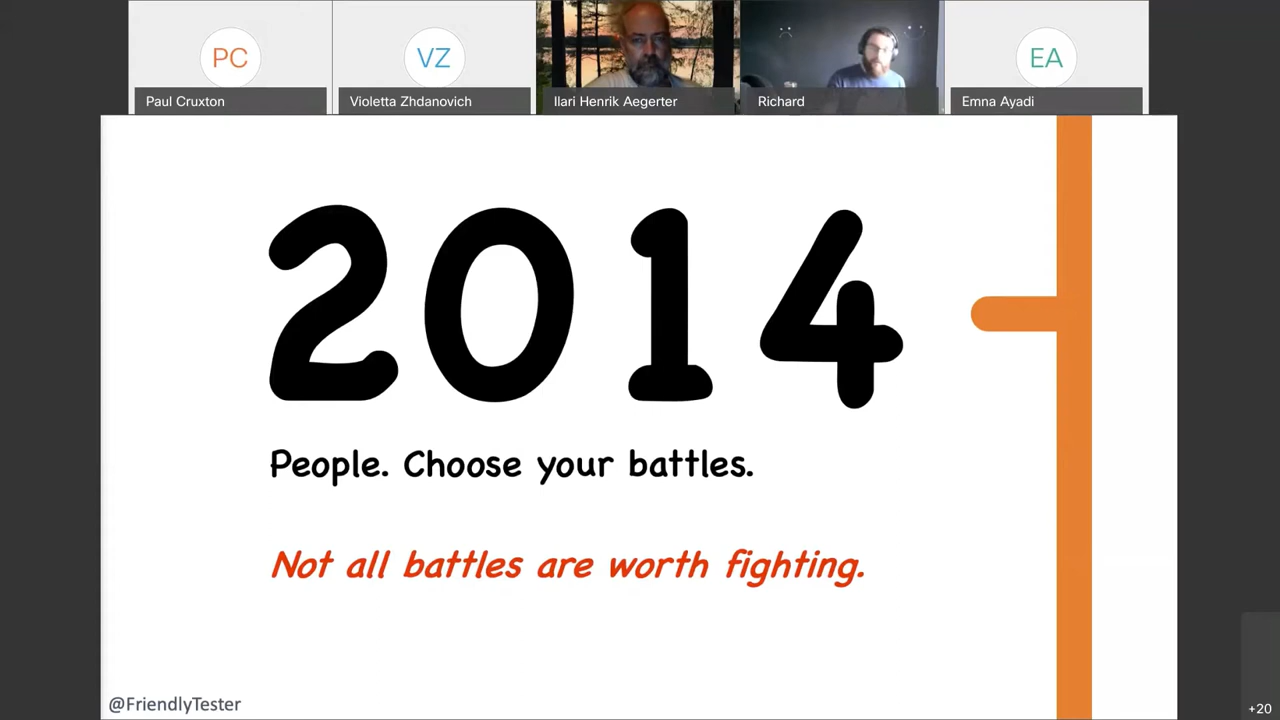 PC
VZ
EA
Paul Cruxton
Violetta Zhdanovich
Ilari Henrik Aegerter
Richard
Emna Ayadi
2014
People. Choose your battles.
Not all battles are worth fighting.
@FriendlyTester
+20